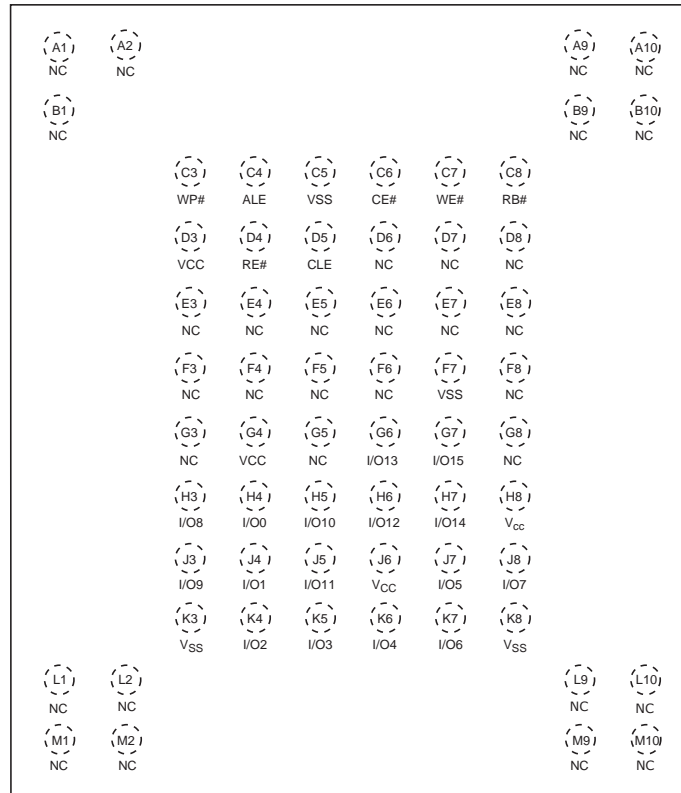 A1 A2 A9 A10
NC NC NC NC
B1 B9 B10
NC NC NC
C3 C4 C5 C6 C7 C8
WP# ALE VSS CE# WE# RB#
D3 D4 D5 D6 D7 D8
VCC RE# CLE NC NC NC
E3 E4 E5 E6 E7 E8
NC NC NC NC NC NC
F3 F4 F5 F6 F7 F8
NC NC NC NC VSS NC
G3 G4 G5 G6 G7 G8
NC VCC NC I/O13 I/O15 NC
H3 H4 H5 H6 H7 H8
I/O8 I/O0 I/O10 I/O12 I/O14 Vcc
J3 J4 J5 J6 J7 J8
I/O9 I/O1 I/O11 VCC I/O5 I/O7
K3 K4 K5 K6 K7 K8
VSS I/O2 I/O3 I/O4 I/O6 VSS
L1 L2 L9 L10
NC NC NC NC
M1 M2 M9 M10
NC NC NC NC